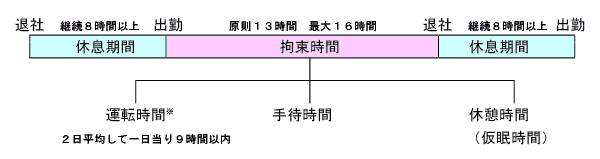 退社 継続８時間以上 出勤 原則１３時間 最大１６時間 退社 継続８時間以上 出勤
休息期間 拘束時間 休息期間
運転時間※ 手待時間 休憩時間
２日平均して一日当り９時間以内 （仮眠時間）